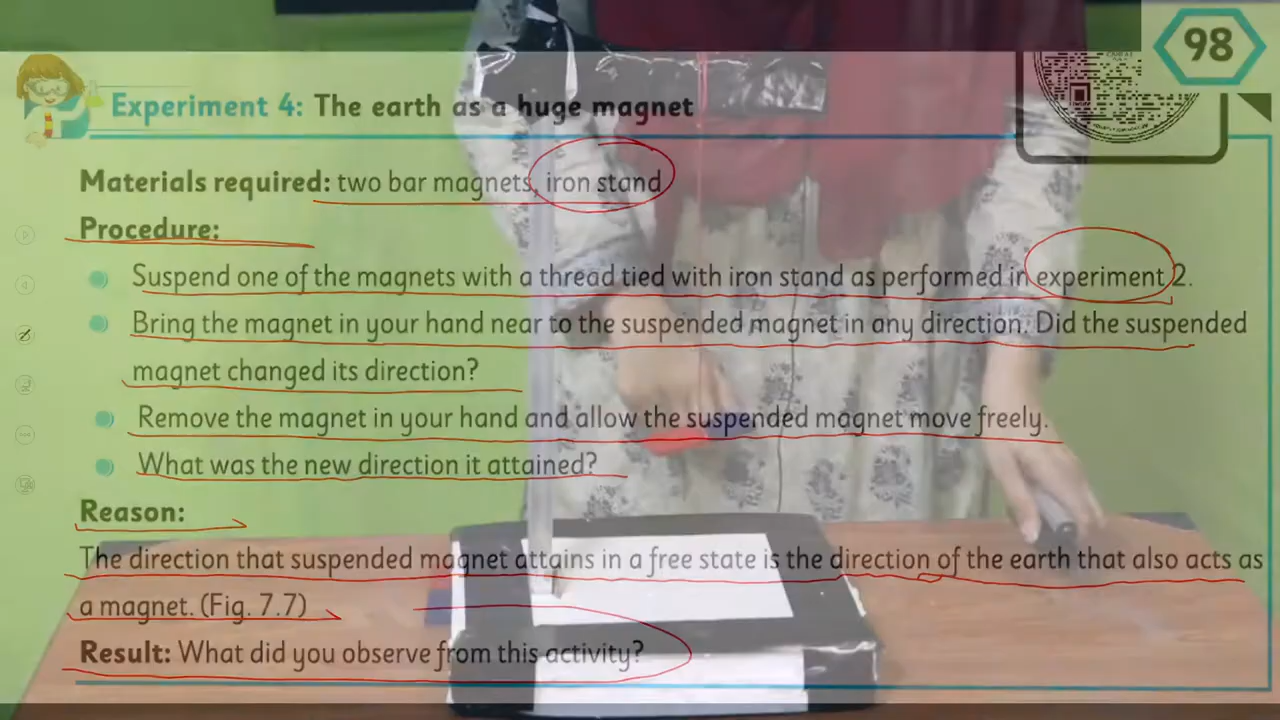 98
Experiment 4: The earth as a huge magnet
Materials required: two bar magnets, iron stand
Procedure:
Suspend one of the magnets with a thread tied with iron stand as performed in experiment 2.
Bring the magnet in your hand near to the suspended magnet in any direction. Did the suspended
magnet changed its direction?
Remove the magnet in your hand and allow the suspended magnet move freely.
What was the new direction it attained?
Reason:
The direction that suspended magnet attains in a free state is the direction of the earth that also acts as
a magnet. (Fig. 7.7)
Result: What did you observe from this activity?